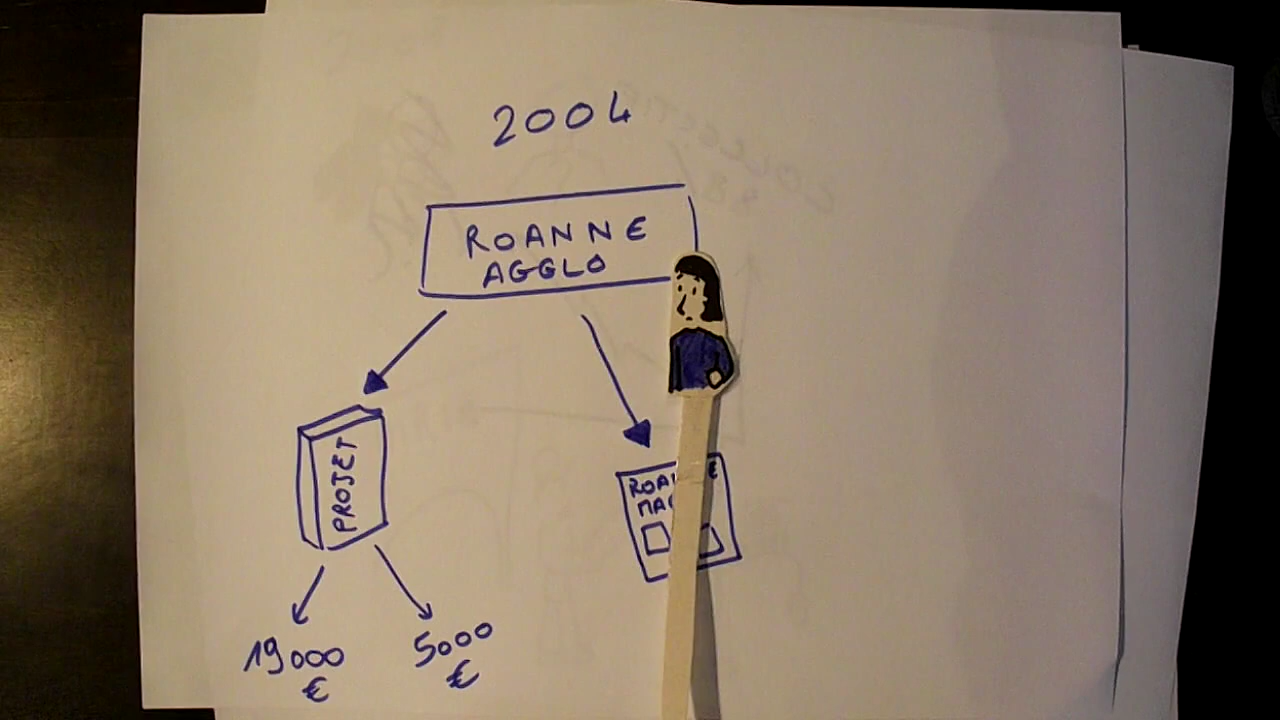 2004
ROANNE
AGGLO
PROJET
19000
€
5000
€